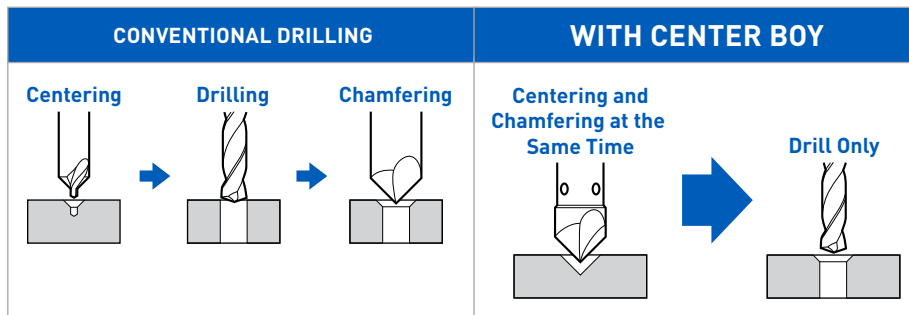 CONVENTIONAL DRILLING
WITH CENTER BOY
Centering
Drilling
Chamfering
Centering and
Chamfering at the
Same Time
Drill Only